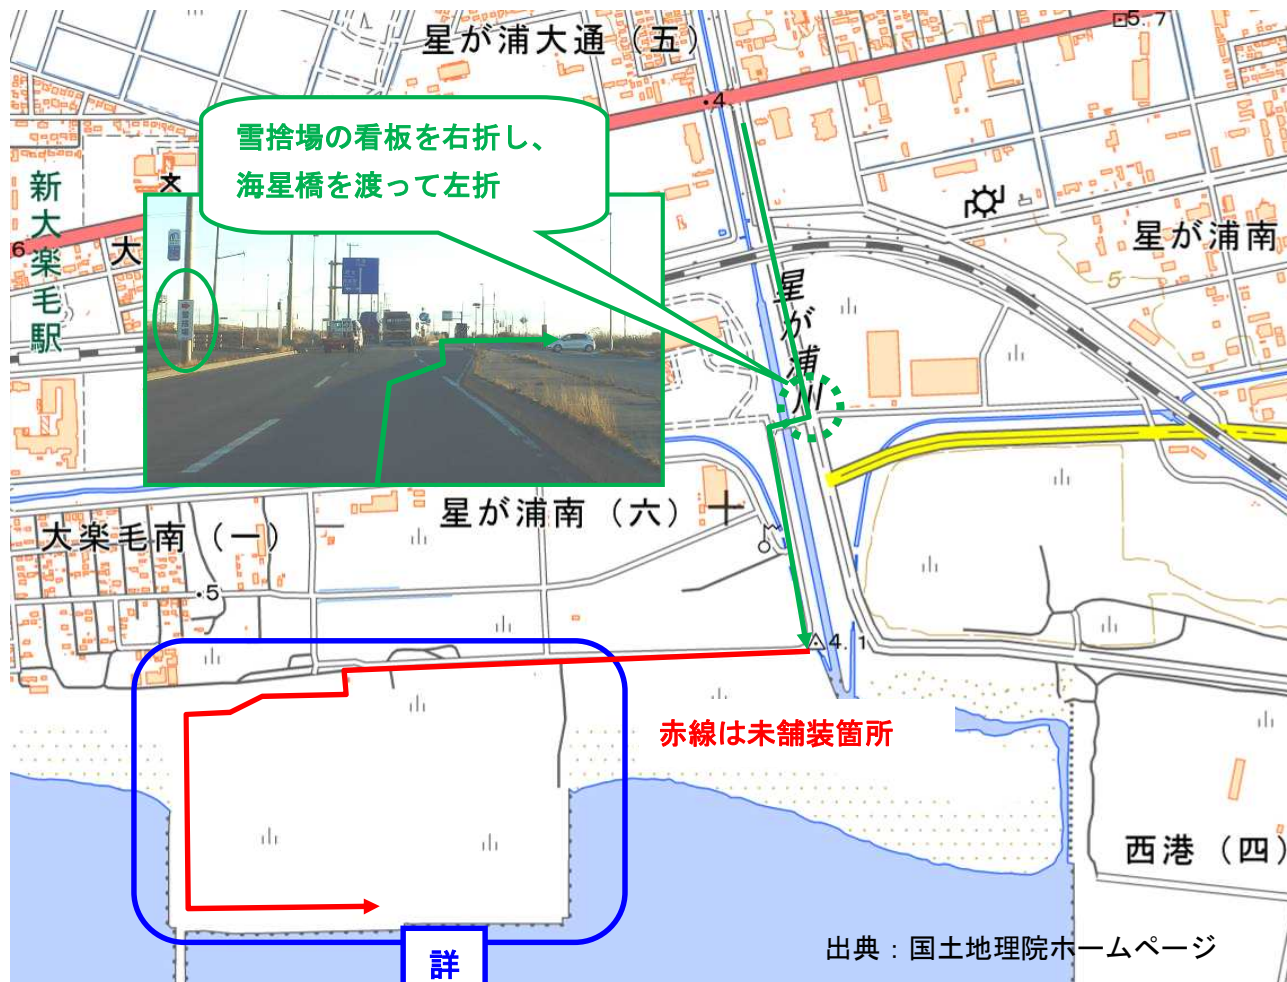 星が浦大通（五）
5.7
・4.
雪捨場の看板を右折し、
海星橋を渡って左折
新大楽毛駅
6
大
星が浦南
5
星が浦川
大楽毛南（一）
星が浦南（六）
・5
4.1
赤線は未舗装箇所
西港（四）
詳
出典：国土地理院ホームページ